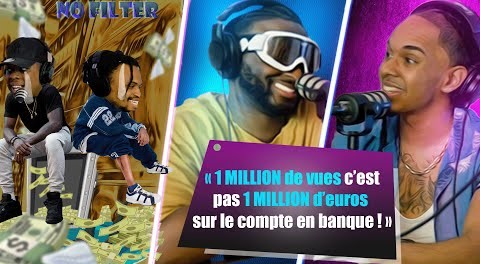 NO FILTER
« 1 MILLION de vues c'est
pas 1 MILLION d'euros
sur le compte en banque ! »